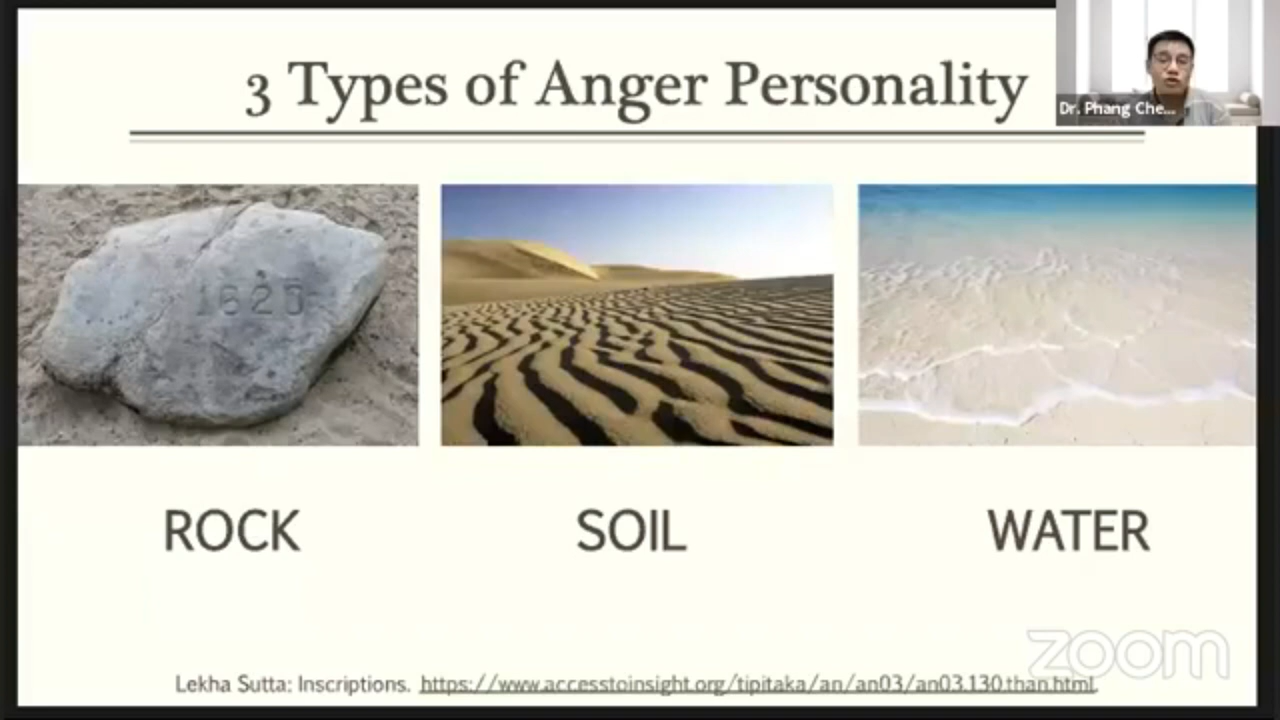 3 Types of Anger Personality
Dr. Phang Che...
1620
ROCK
SOIL
WATER
zoom
Lekha Sutta: Inscriptions. https://www.accesstoinsight.org/tipitaka/an/an03/an03.130.than.html.